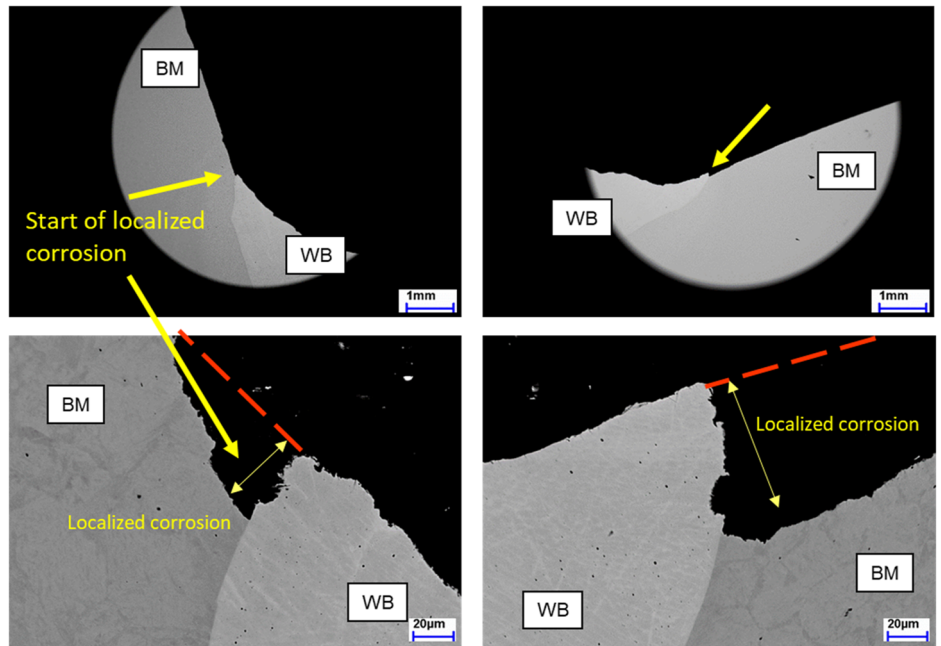 BM
WB
Start of localized
corrosion
1mm
BM
WB
1mm
BM
WB
Localized corrosion
20µm
Localized corrosion
WB
BM
20µm